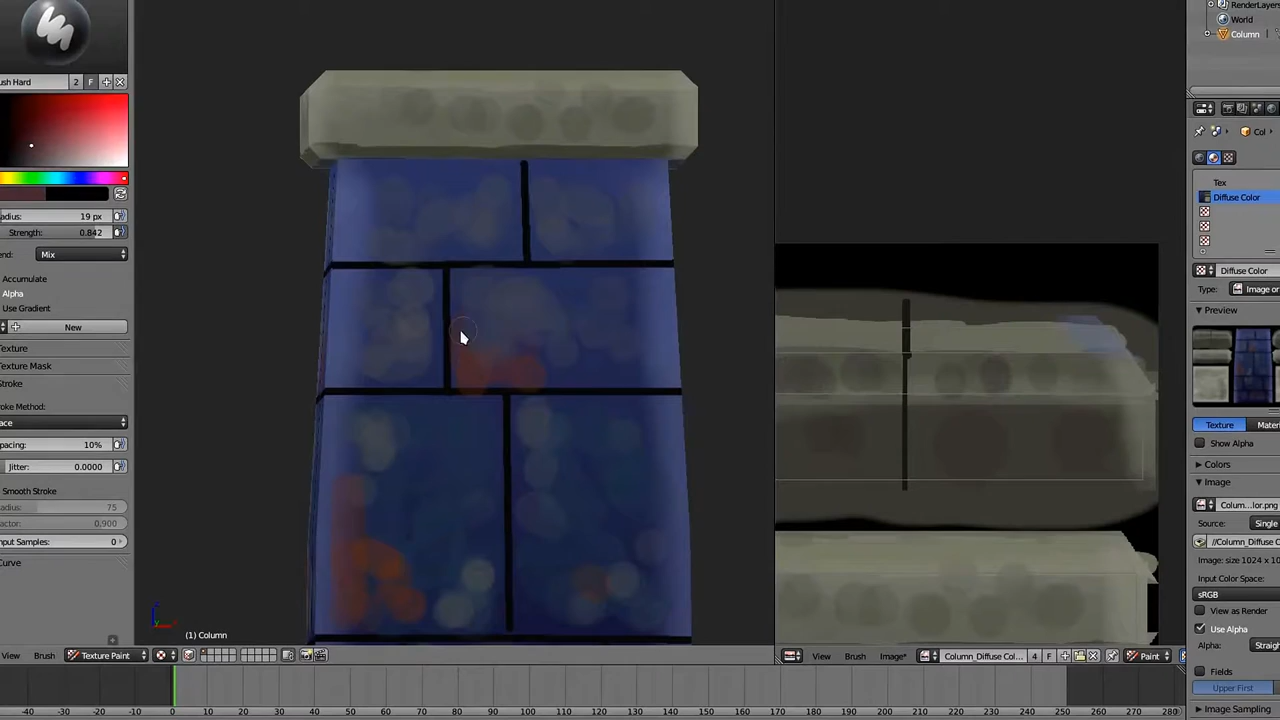 RenderLayers
World
Column
ush Hard
2
F
Col
Tex
Diffuse Color
adius:
19 px
Strength:
0.842
end:
Mix
Accumulate
Alpha
Use Gradient
New
Texture
Texture Mask
Stroke
Stroke Method:
ace
pacing:
10%
Jitter:
0.0000
Smooth Stroke
Radius:
75
actor:
0,900
nput Samples:
0
Curve
Diffuse Color
Type:
Image or
Preview
Texture
Mater
Show Alpha
Colors
Image
Colum...lor.png
Source:
Single
//Column_Diffuse C
Image: size 1024 x 10
Input Color Space:
sRGB
View as Render
Use Alpha
Alpha:
Straigh
Fields
Upper First
Image Sampling
(1) Column
View
Brush
Texture Paint
View
Brush
Image*
Column_Diffuse Col...
4
F
Paint
-40 -30 -20 -10 0 10 20 30 40 50 60 70 80 90 100 110 120 130 140 150 160 170 180 190 200 210 220 230 240 250 260 270 280